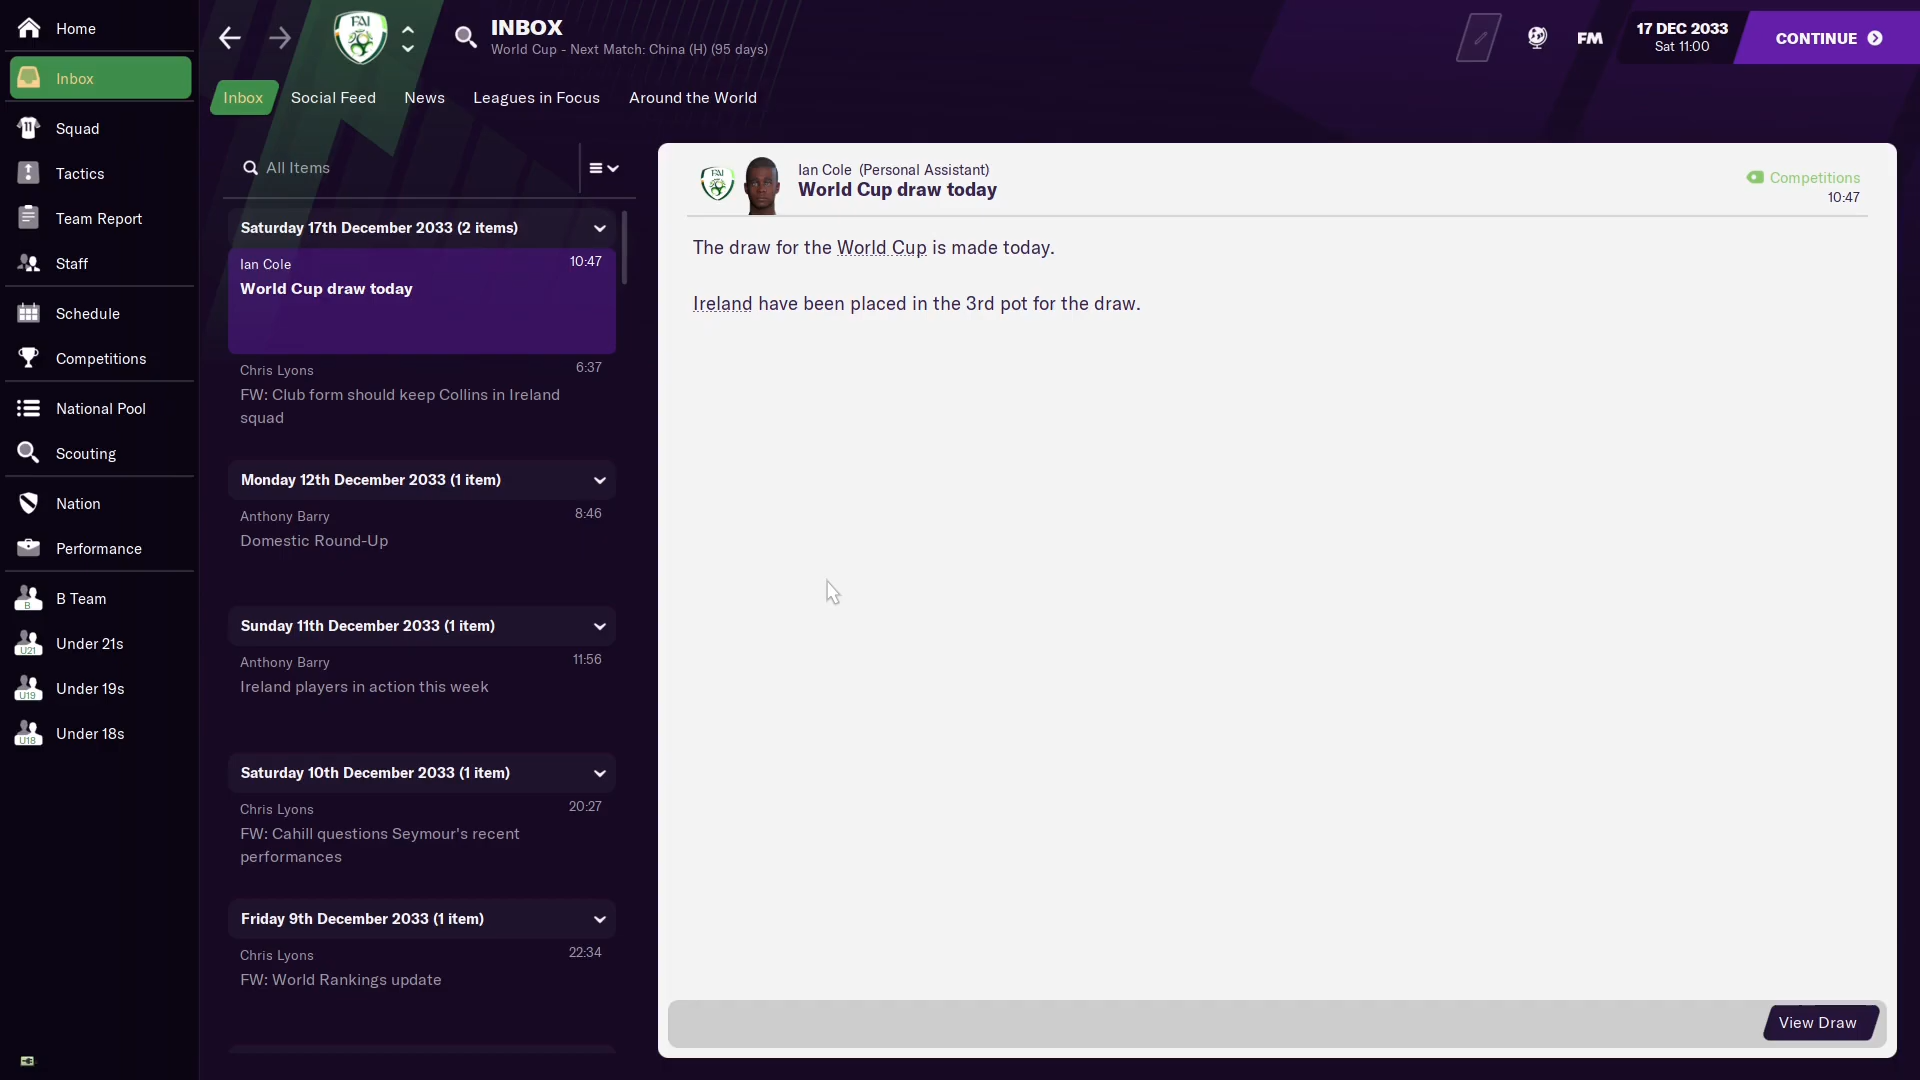 Home
Inbox
Squad
Tactics
Team Report
Staff
Schedule
Competitions
National Pool
Scouting
Nation
Performance
B
B Team
U21
Under 21s
U19
Under 19s
U18
Under 18s
FAI
INBOX
World Cup - Next Match: China (H) (95 days)
FM
17 DEC 2033
Sat 11:00
CONTINUE
Inbox
Social Feed
News
Leagues in Focus
Around the World
All Items
Saturday 17th December 2033 (2 items)
Ian Cole
10:47
World Cup draw today
Chris Lyons
6:37
FW: Club form should keep Collins in Ireland
squad
Monday 12th December 2033 (1 item)
Anthony Barry
8:46
Domestic Round-Up
Sunday 11th December 2033 (1 item)
Anthony Barry
11:56
Ireland players in action this week
Saturday 10th December 2033 (1 item)
Chris Lyons
20:27
FW: Cahill questions Seymour's recent
performances
Friday 9th December 2033 (1 item)
Chris Lyons
22:34
FW: World Rankings update
FAI
Ian Cole (Personal Assistant)
World Cup draw today
Competitions
10:47
The draw for the World Cup is made today.
Ireland have been placed in the 3rd pot for the draw.
View Draw